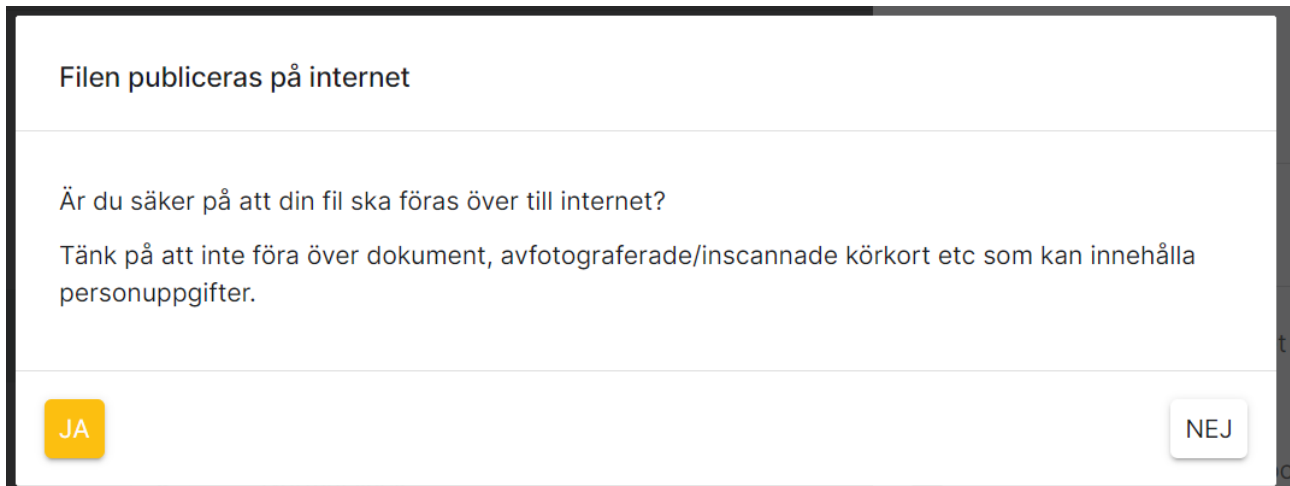 Filen publiceras på internet
Är du säker på att din fil ska föras över till internet?
Tänk på att inte föra över dokument, avfotograferade/inscannade körkort etc som kan innehålla
personuppgifter.
JA
NEJ